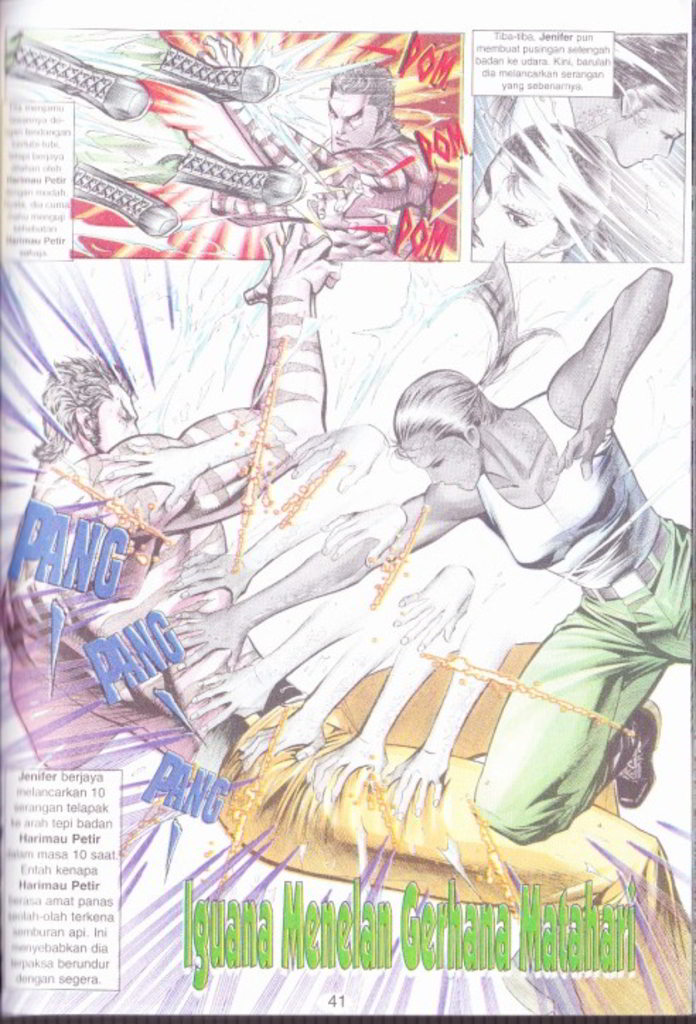 POM
POM
POM
Tiba-tiba, Jenifer pun
membuat pusingan setengah
badan ke udara. Kini, barulah
dia melancarkan serangan
yang sebenarnya.
berjaya
oleh
Harimau Petir
Harimau Petir
PANG
PANG
PANG
Jenifer berjaya
melancarkan 10
serangan telapak
ke arah tepi badan
Harimau Petir
dalam masa 10 saat.
Entah kenapa
Harimau Petir
berasa amat panas
seolah-olah terkena
semburan api. Ini
menyebabkan dia
terpaksa berundur
dengan segera.
Iguana Menelan Gerhana Matahari
41